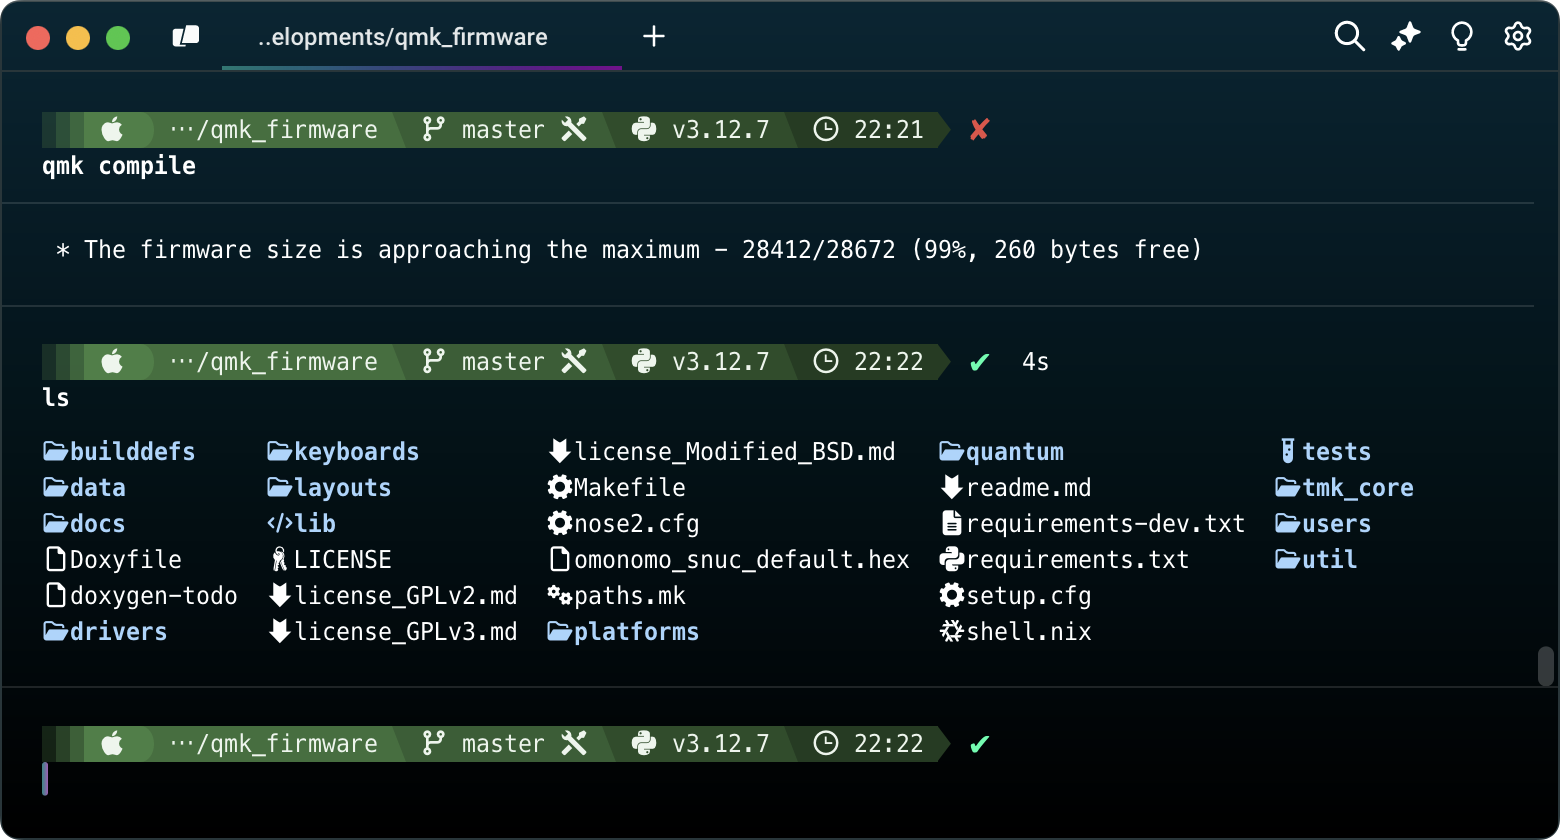 ..elopments/qmk_firmware
···/qmk_firmware master v3.12.7 22:21 ✘
qmk compile
* The firmware size is approaching the maximum - 28412/28672 (99%, 260 bytes free)
···/qmk_firmware master v3.12.7 22:22 ✔ 4s
ls
builddefs keyboards license_Modified_BSD.md quantum tests
data layouts Makefile readme.md tmk_core
docs lib nose2.cfg requirements-dev.txt users
Doxyfile LICENSE omonomo_snuc_default.hex requirements.txt util
doxygen-todo license_GPLv2.md paths.mk setup.cfg
drivers license_GPLv3.md platforms shell.nix
···/qmk_firmware master v3.12.7 22:22 ✔